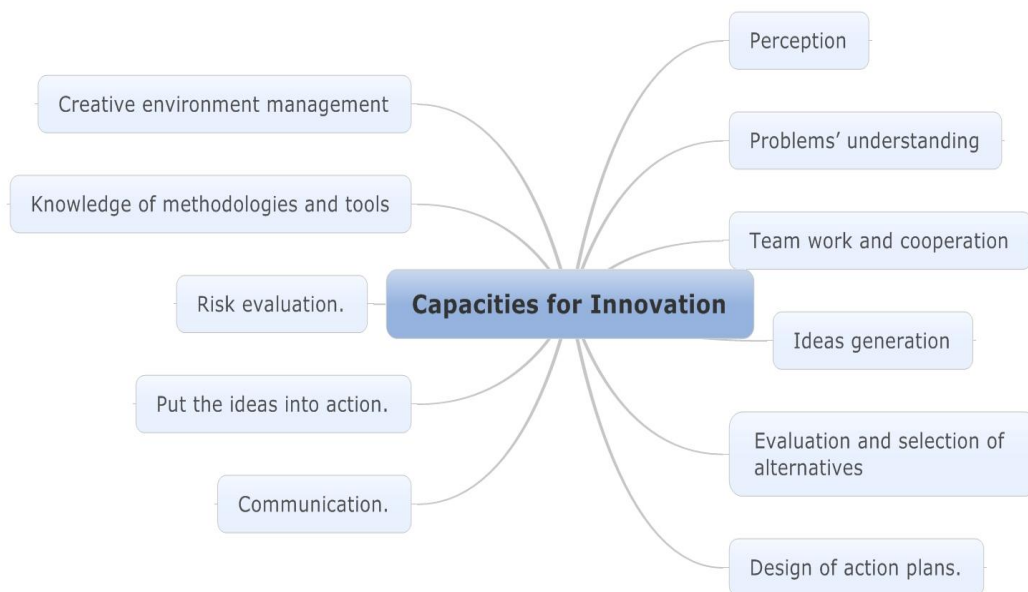 Capacities for Innovation
Perception
Problems’ understanding
Team work and cooperation
Ideas generation
Evaluation and selection of
alternatives
Design of action plans.
Creative environment management
Knowledge of methodologies and tools
Risk evaluation.
Put the ideas into action.
Communication.